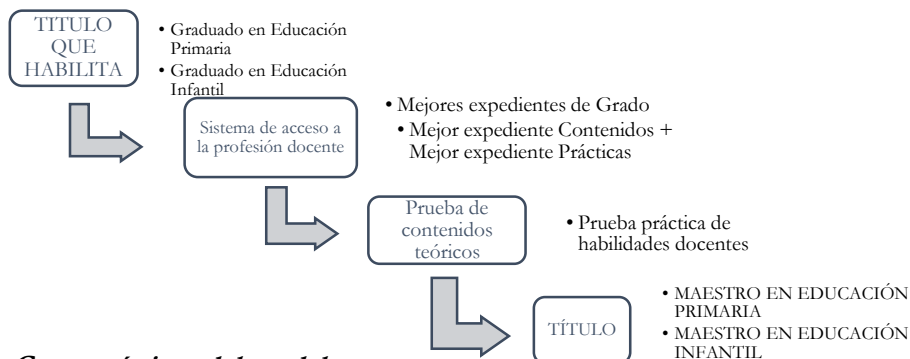 TITULO
QUE
HABILITA
• Graduado en Educación
Primaria
• Graduado en Educación
Infantil
Sistema de acceso a
la profesión docente
• Mejores expedientes de Grado
• Mejor expediente Contenidos +
Mejor expediente Prácticas
Prueba de
contenidos
teóricos
• Prueba práctica de
habilidades docentes
TÍTULO
• MAESTRO EN EDUCACIÓN
PRIMARIA
• MAESTRO EN EDUCACIÓN
INFANTIL